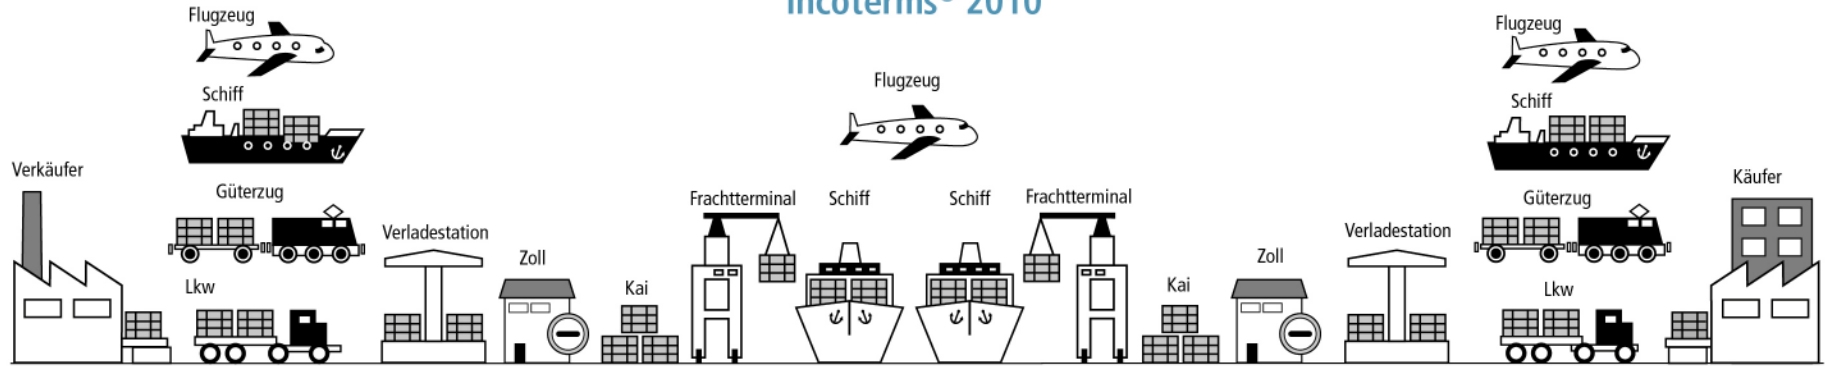 Incoterms® 2010
Flugzeug
Schiff
Verkäufer
Güterzug
Lkw
Verladestation
Zoll
Kai
Frachtterminal
Schiff
Flugzeug
Schiff
Frachtterminal
Kai
Zoll
Verladestation
Flugzeug
Schiff
Güterzug
Lkw
Käufer